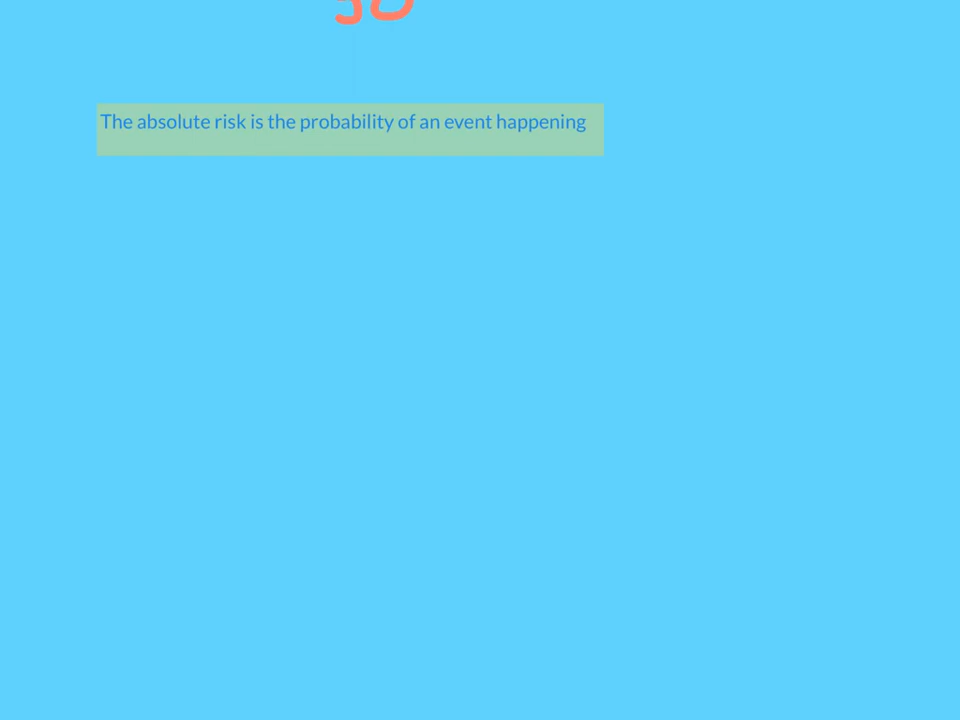 The absolute risk is the probability of an event happening